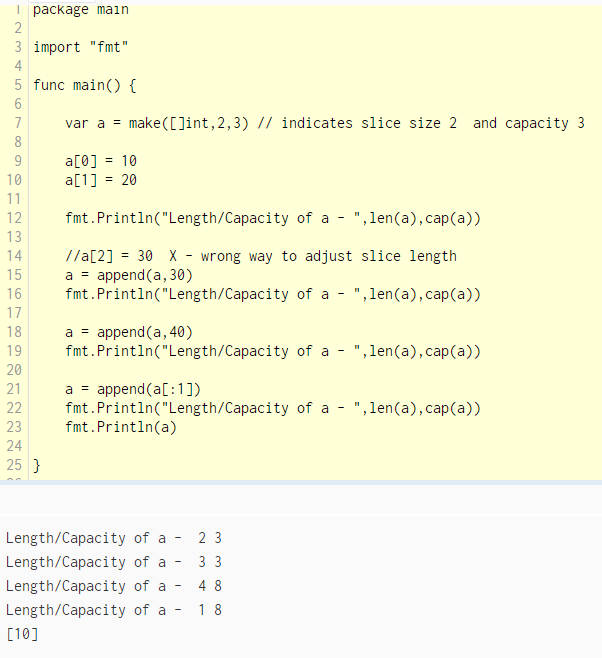 1 package main
2
3 import "fmt"
4
5 func main() {
6
7 var a = make([]int,2,3) // indicates slice size 2  and capacity 3
8
9 a[0] = 10
10 a[1] = 20
11
12 fmt.Println("Length/Capacity of a - ",len(a),cap(a))
13
14 //a[2] = 30  X - wrong way to adjust slice length
15 a = append(a,30)
16 fmt.Println("Length/Capacity of a - ",len(a),cap(a))
17
18 a = append(a,40)
19 fmt.Println("Length/Capacity of a - ",len(a),cap(a))
20
21 a = append(a[:1])
22 fmt.Println("Length/Capacity of a - ",len(a),cap(a))
23 fmt.Println(a)
24
25 }
Length/Capacity of a -  2 3
Length/Capacity of a -  3 3
Length/Capacity of a -  4 8
Length/Capacity of a -  1 8
[10]